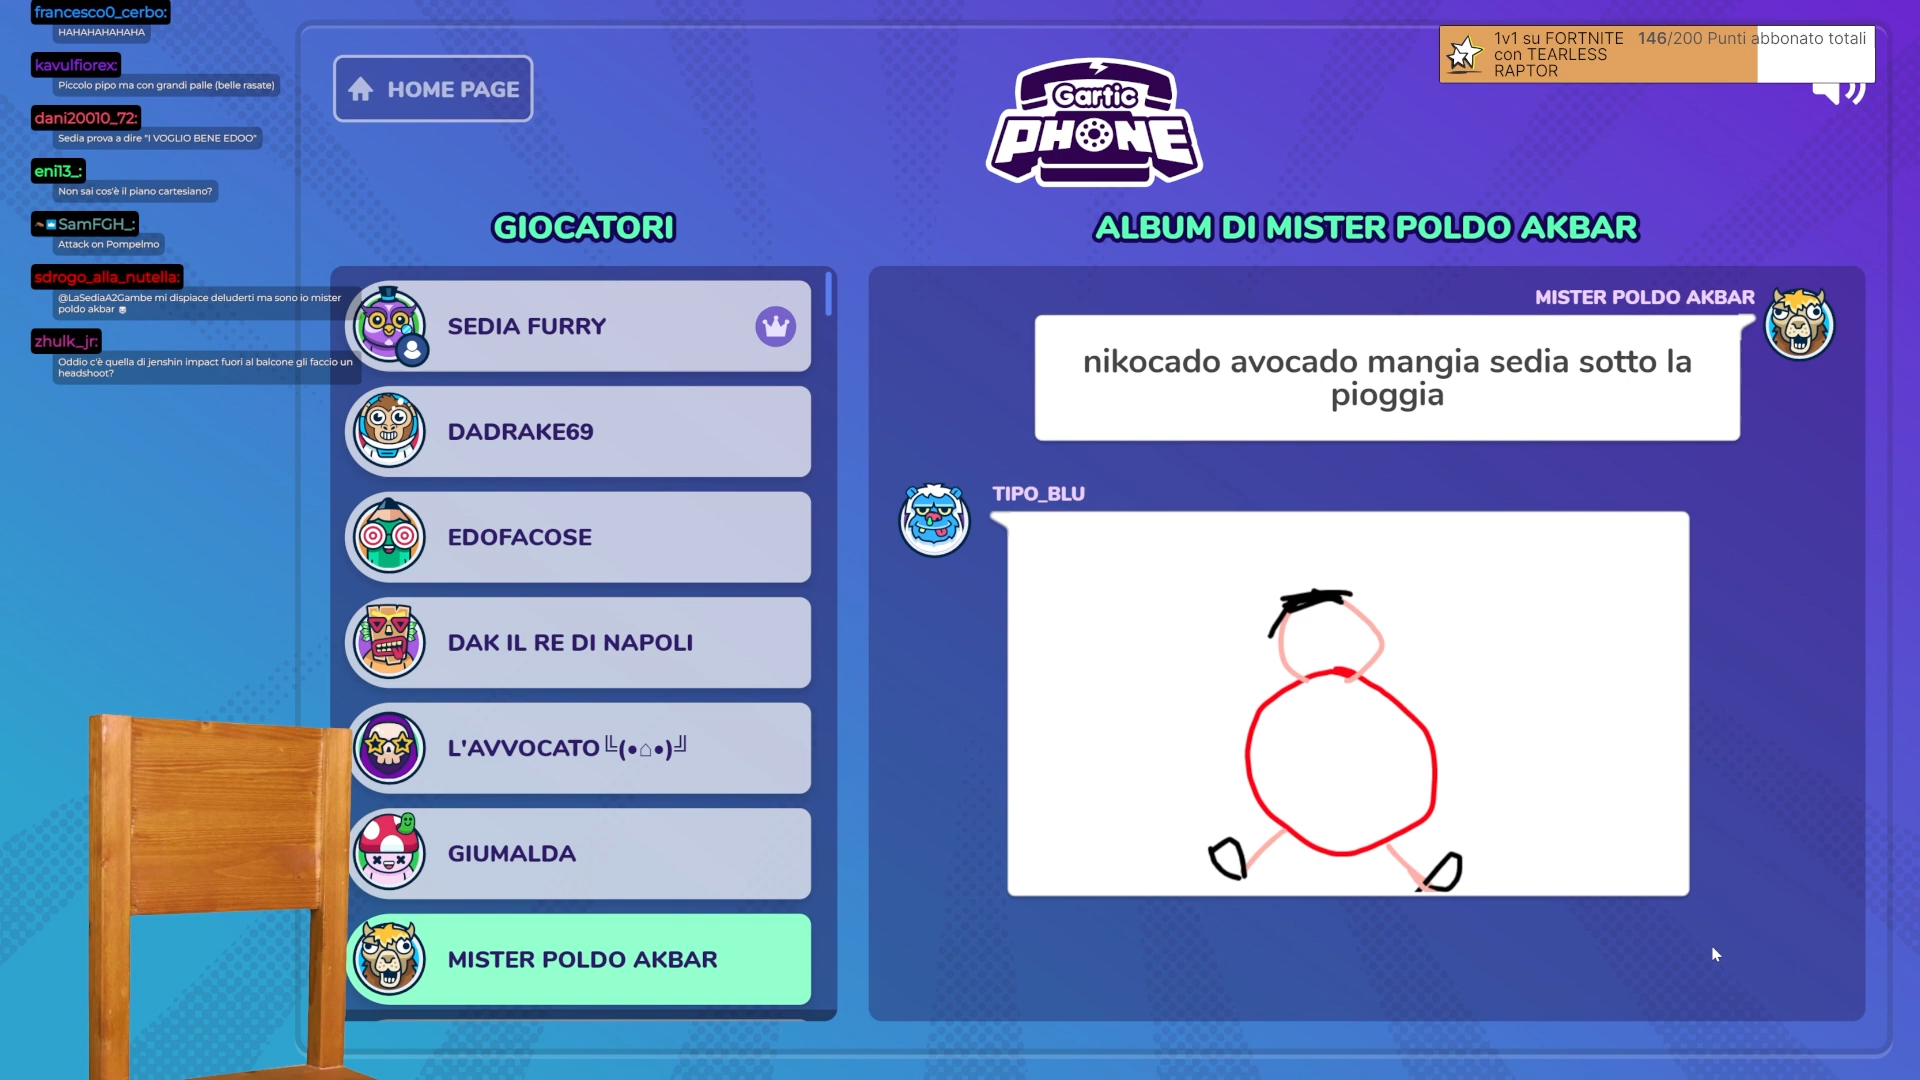 francesco0_cerbo:
HAHAHAHAHAHA
kavulfiorex:
Piccolo pipo ma con grandi palle (belle rasate)
dani20010_72:
Sedia prova a dire "I VOGLIO BENE EDOO"
eni13_:
Non sai cos'è il piano cartesiano?
SamFGH_:
Attack on Pompelmo
sdrogo_alla_nutella:
@LaSediaA2Gambe mi dispiace deluderti ma sono io mister
poldo akbar
zhulk_jr:
Oddio c'è quella di jenshin impact fuori al balcone gli faccio un
headshoot?
HOME PAGE
Gartic
PHONE
1v1 su FORTNITE
con TEARLESS
RAPTOR
146/200 Punti abbonato totali
GIOCATORI
SEDIA FURRY
DADRAKE69
EDOFACOSE
DAK IL RE DI NAPOLI
L'AVVOCATO╚(•⌂•)╝
GIUMALDA
MISTER POLDO AKBAR
ALBUM DI MISTER POLDO AKBAR
MISTER POLDO AKBAR
nikocado avocado mangia sedia sotto la
pioggia
TIPO_BLU